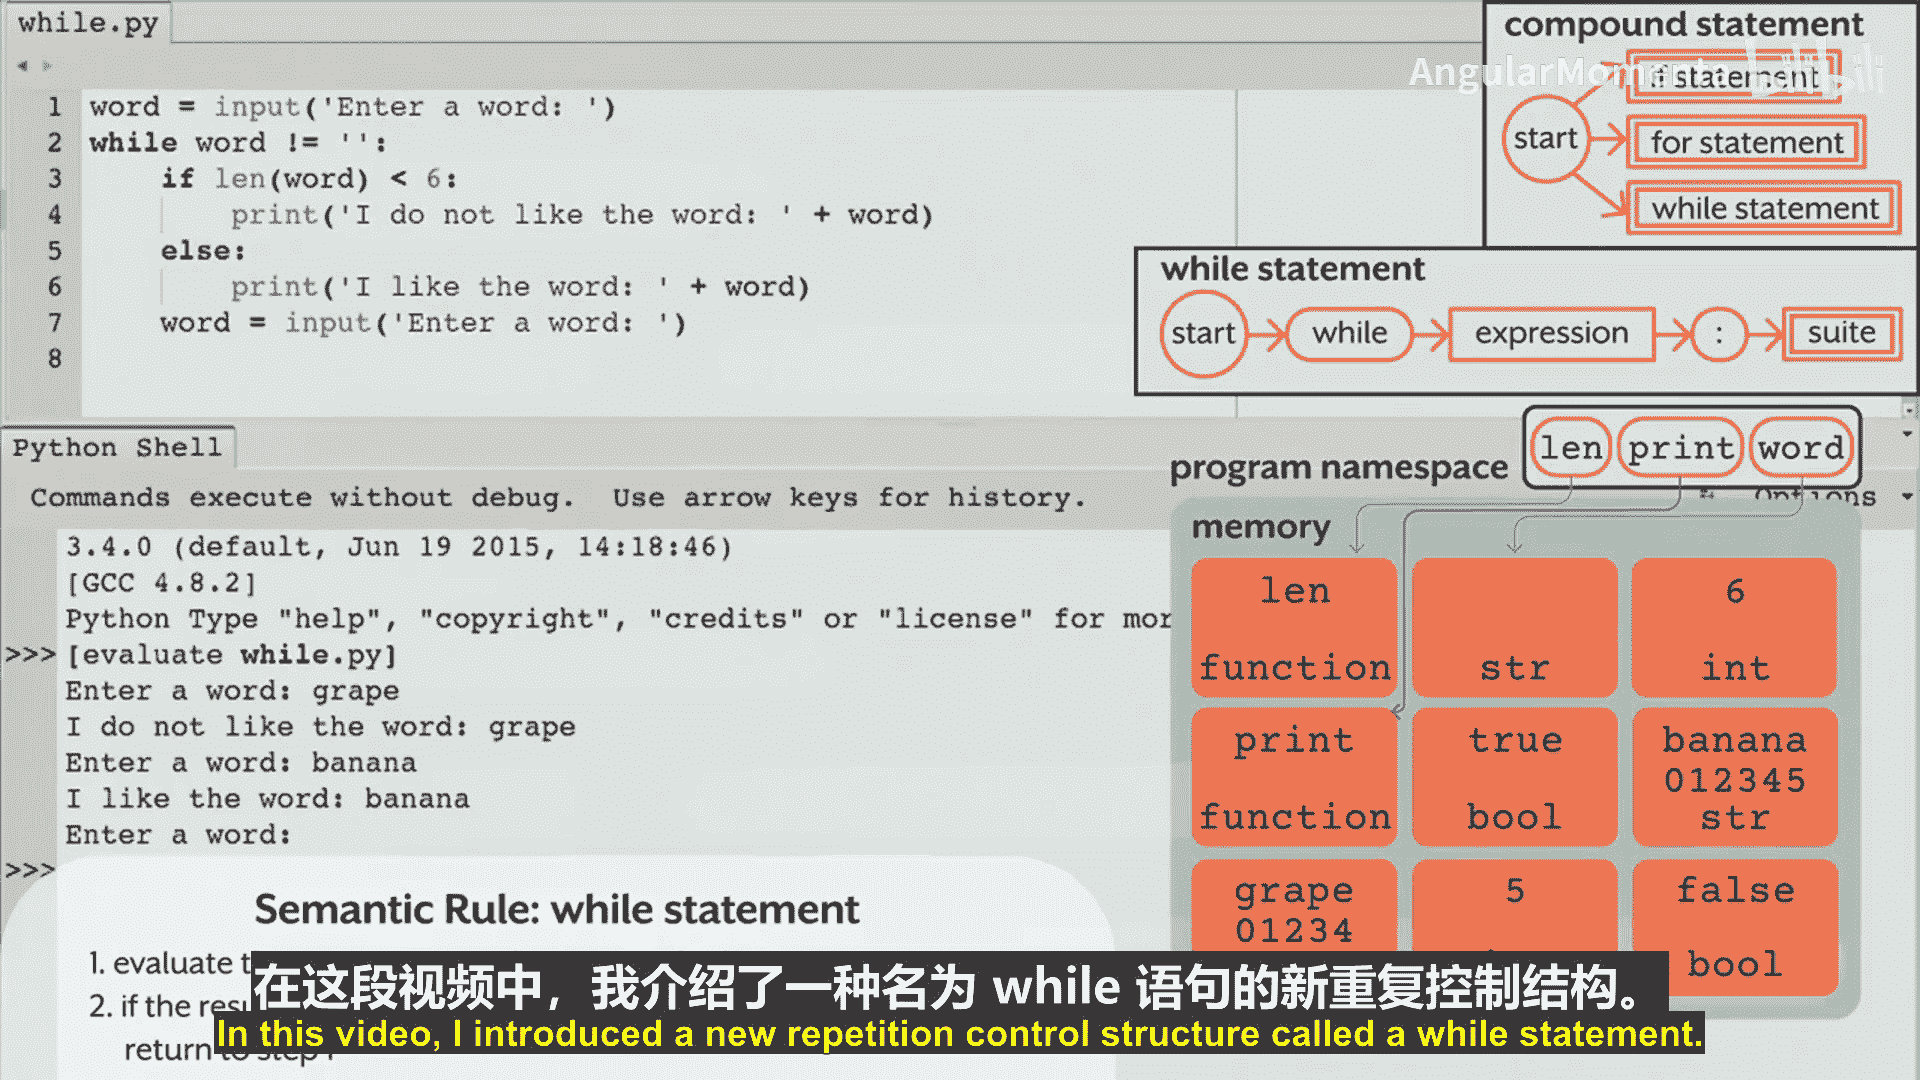 while.py
1 word = input('Enter a word: ')
2 while word != '':
3 if len(word) < 6:
4 print('I do not like the word: ' + word)
5 else:
6 print('I like the word: ' + word)
7 word = input('Enter a word: ')
8
compound statement
AngularMoment
if statement
start
for statement
while statement
while statement
start
while
expression
:
suite
Python Shell
Commands execute without debug. Use arrow keys for history.
Options
3.4.0 (default, Jun 19 2015, 14:18:46)
[GCC 4.8.2]
Python Type "help", "copyright", "credits" or "license" for mor
>>> [evaluate while.py]
Enter a word: grape
I do not like the word: grape
Enter a word: banana
I like the word: banana
Enter a word:
>>>
program namespace
len
print
word
memory
len
function
str
6
int
print
function
true
bool
banana
012345
str
grape
01234
5
false
bool
Semantic Rule: while statement
1. evaluate
2. if the
return to step
在这段视频中，我介绍了一种名为 while 语句的新重复控制结构。
In this video, I introduced a new repetition control structure called a while statement.